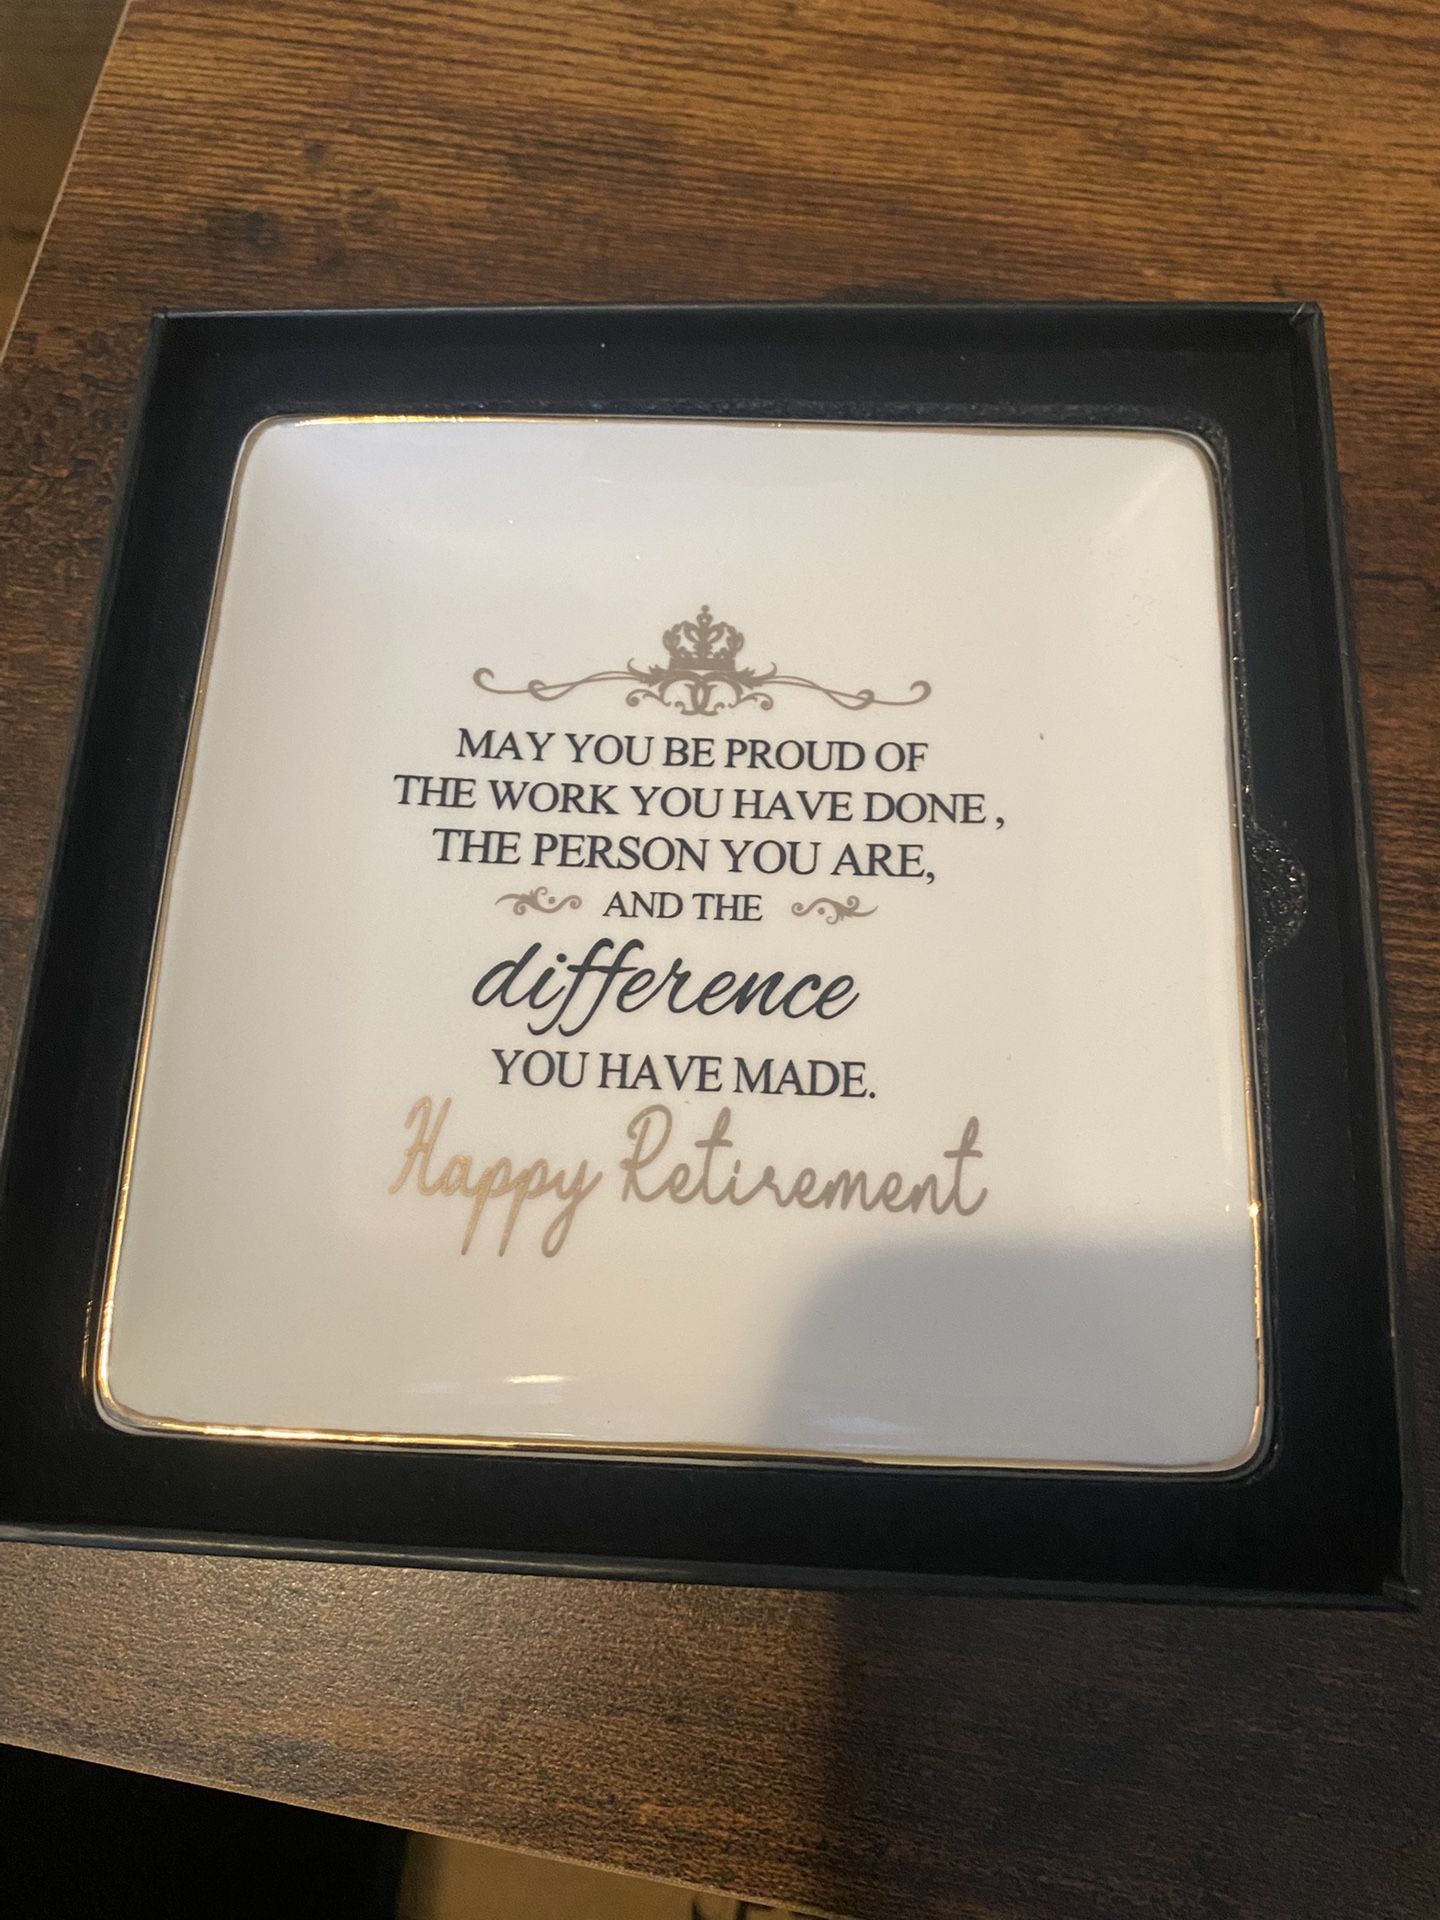 MAY YOU BE PROUD OF
THE WORK YOU HAVE DONE ,
THE PERSON YOU ARE,
AND THE
difference
YOU HAVE MADE.
Happy Retirement